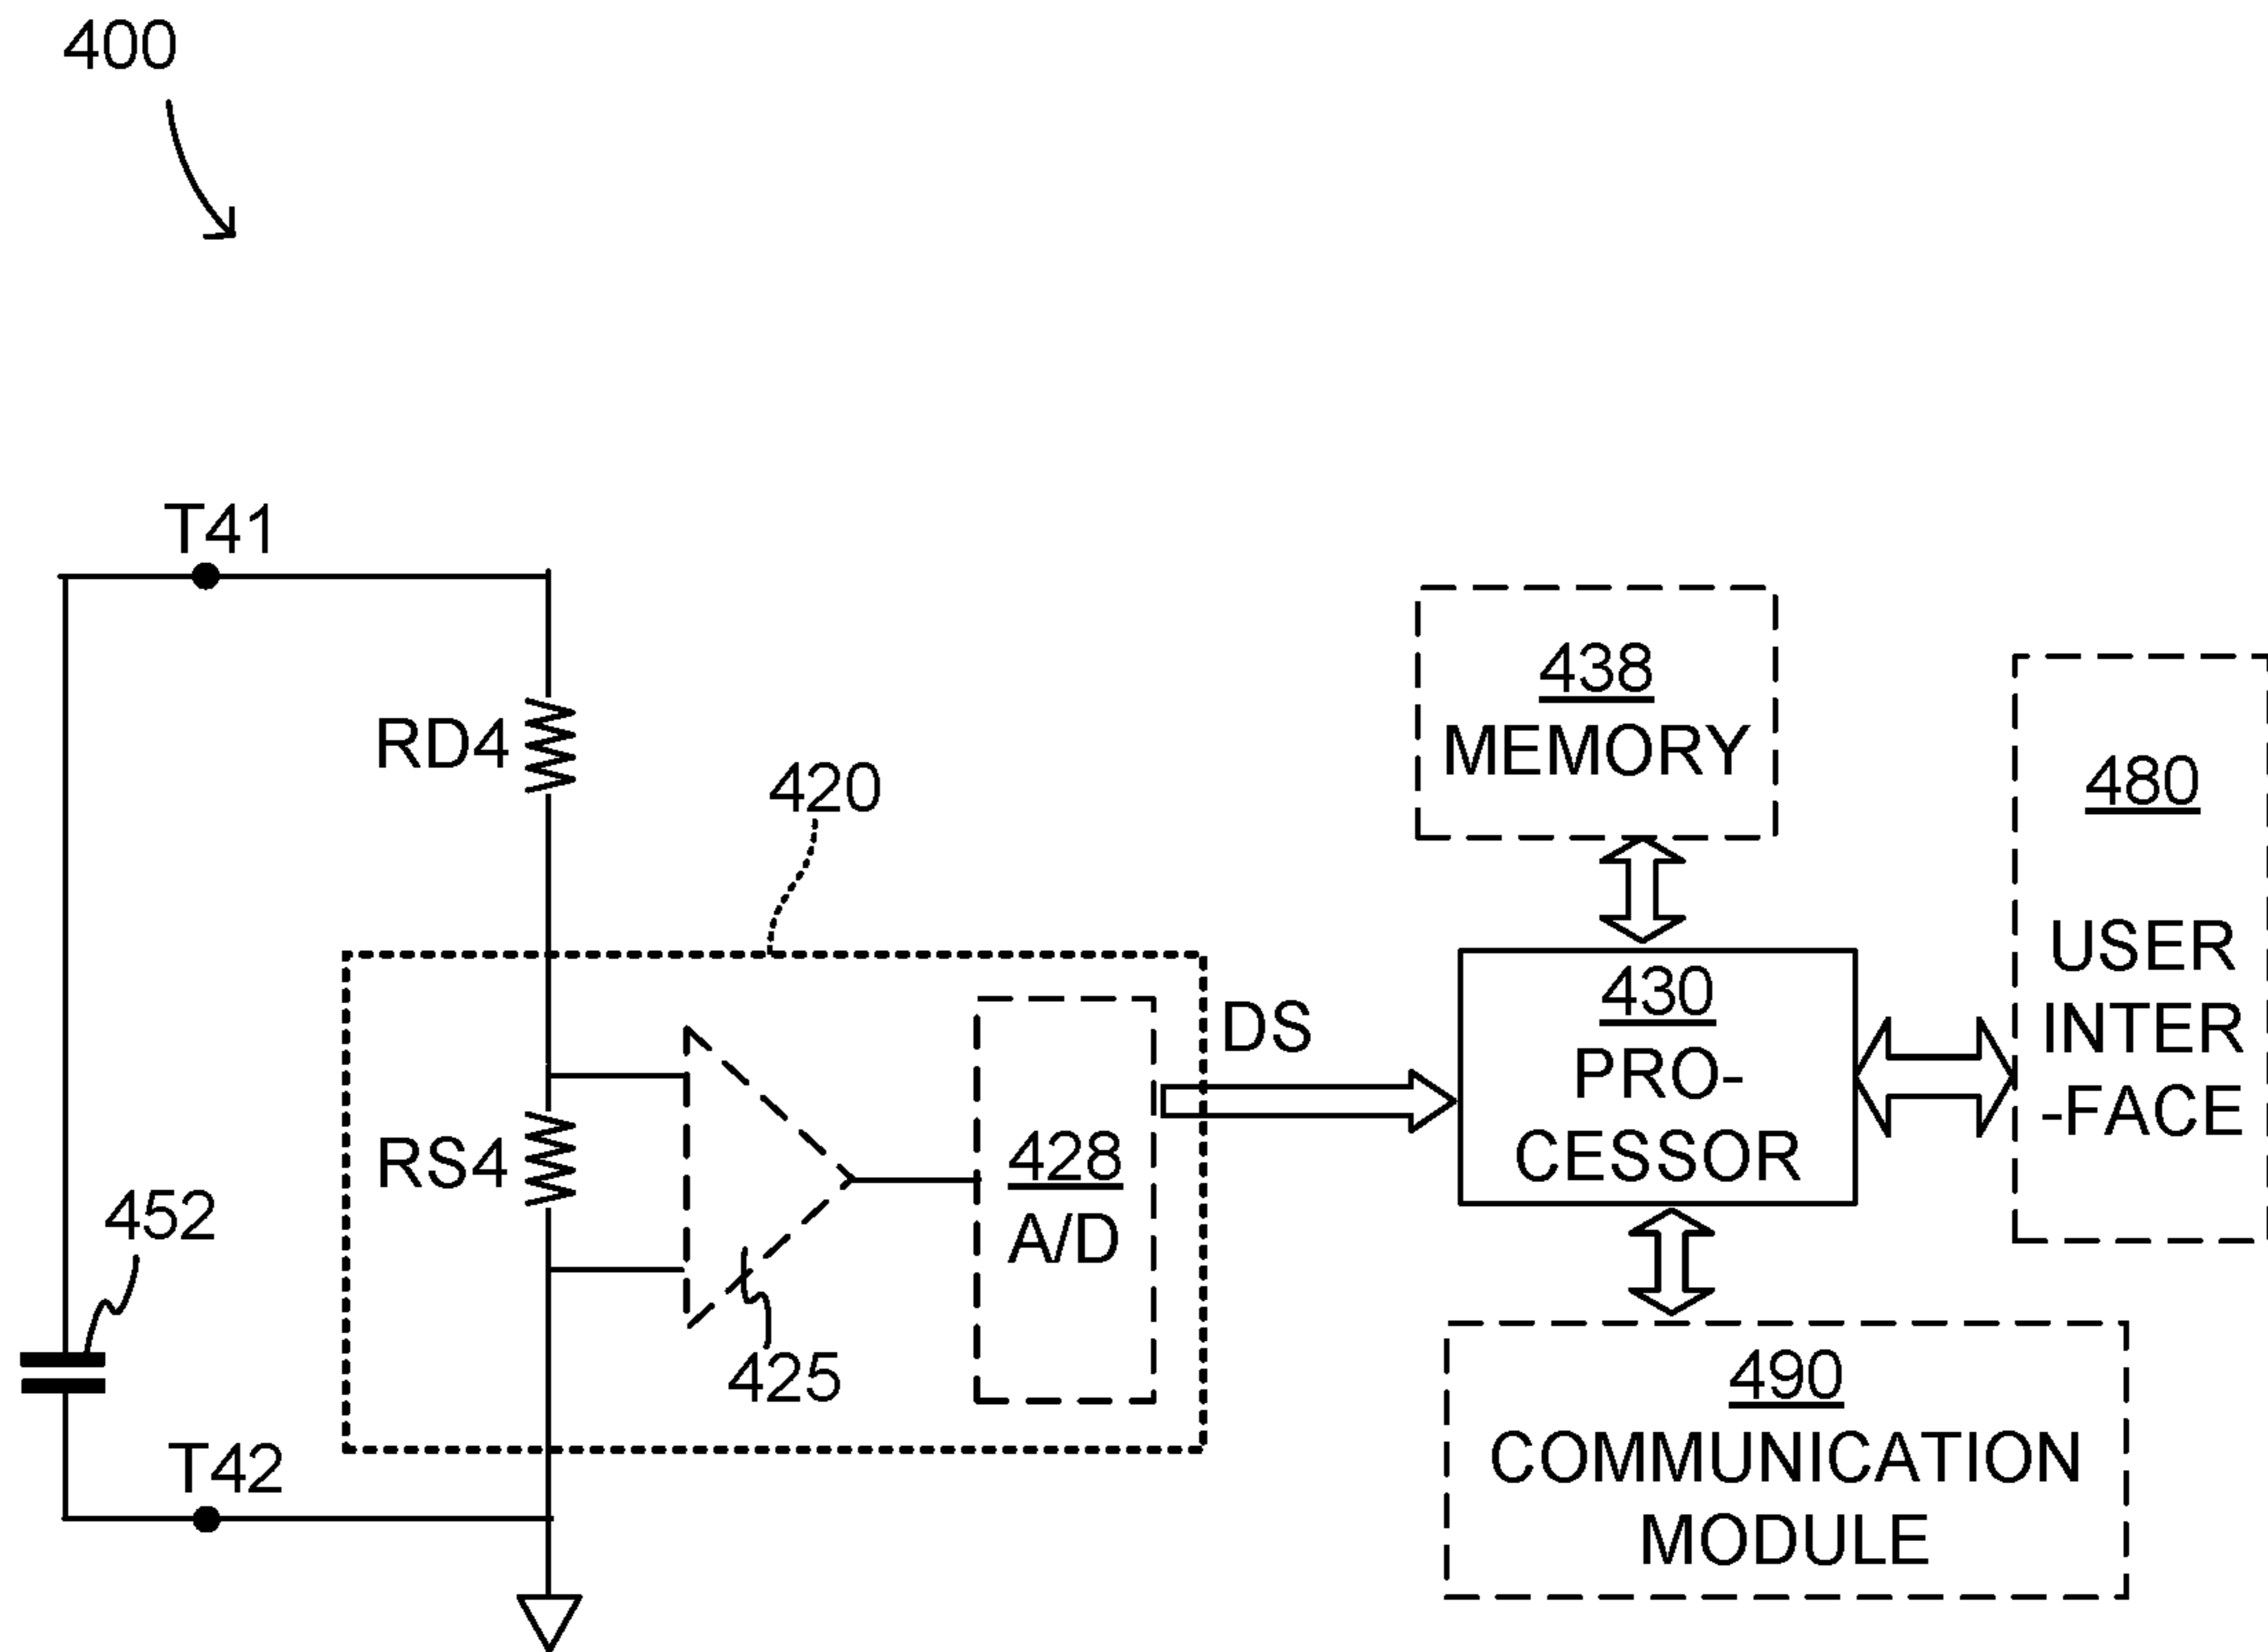 400
T41
RD4
420
438
MEMORY
480
USER
INTER
-FACE
DS
430
PRO-
CESSOR
RS4
428
A/D
452
425
T42
490
COMMUNICATION
MODULE